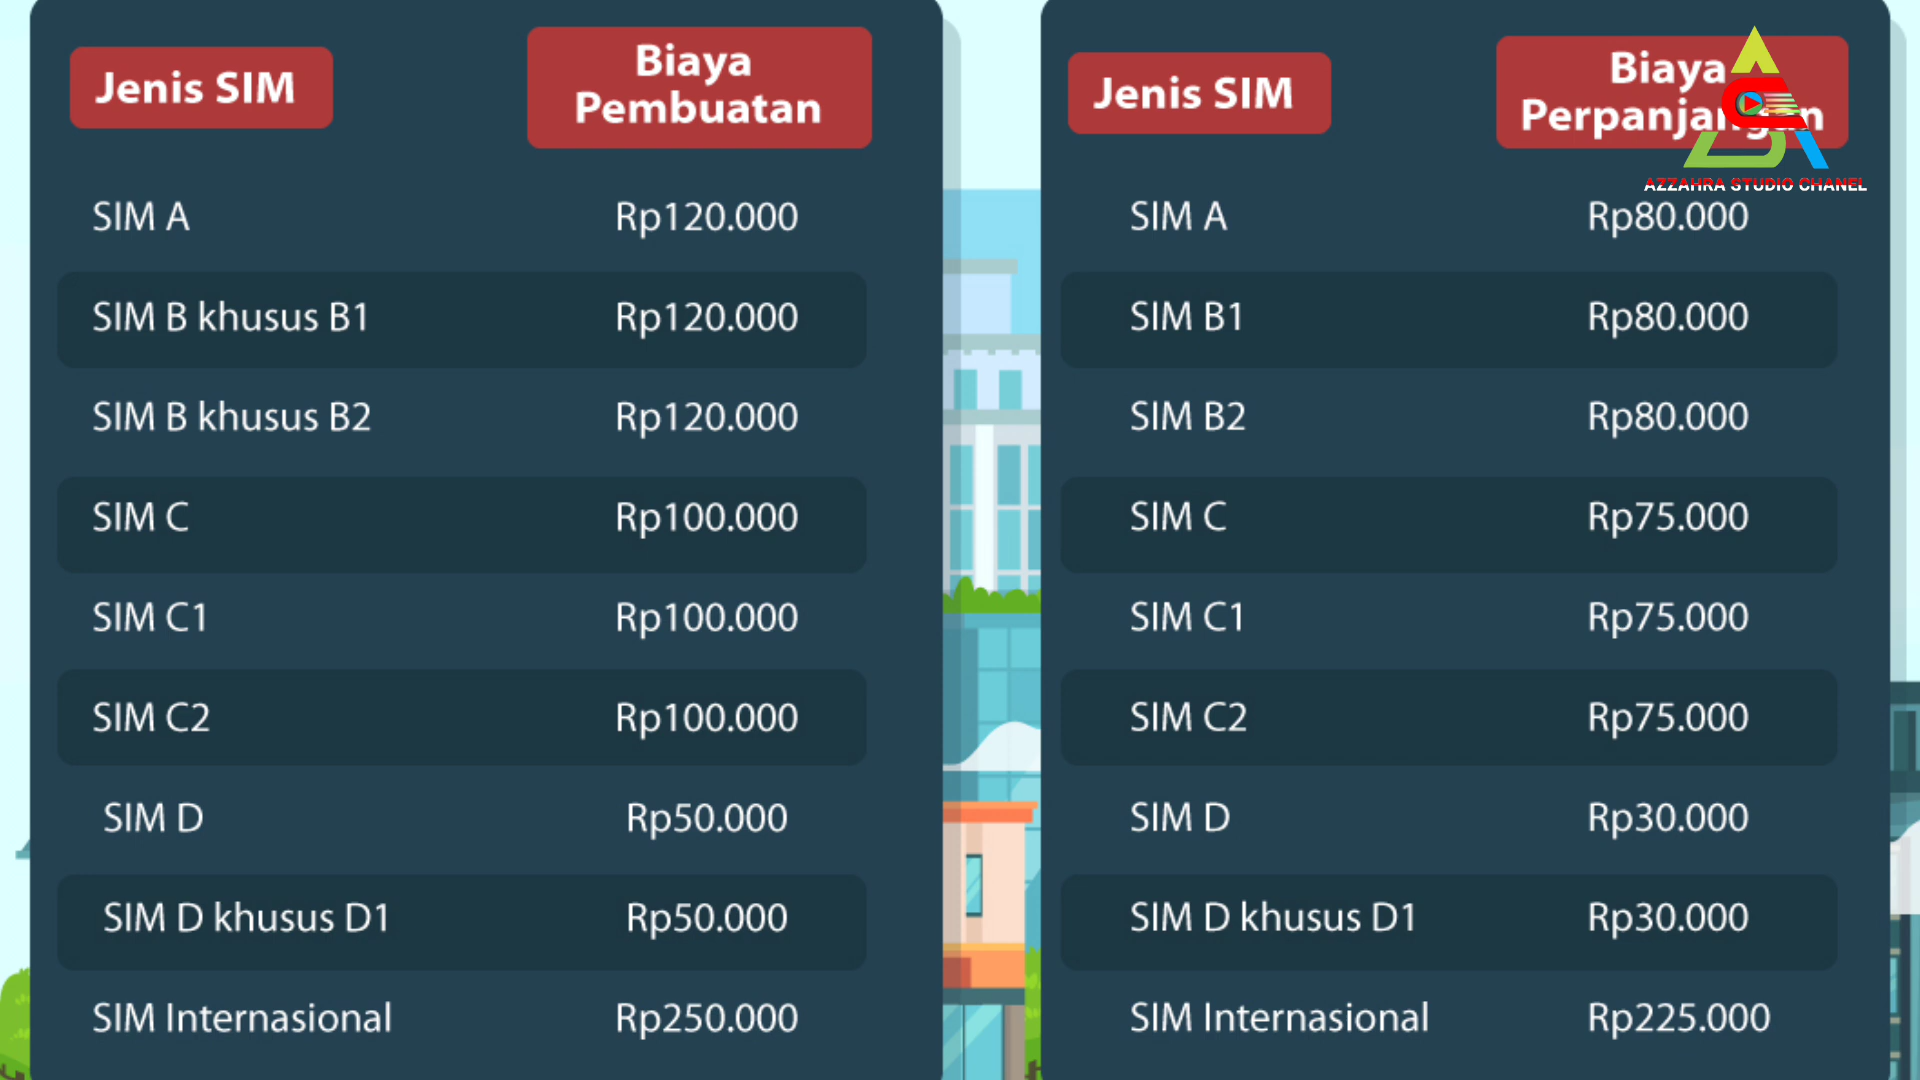 Jenis SIM
Biaya
Pembuatan
SIM A Rp120.000
SIM B khusus B1 Rp120.000
SIM B khusus B2 Rp120.000
SIM C Rp100.000
SIM C1 Rp100.000
SIM C2 Rp100.000
SIM D Rp50.000
SIM D khusus D1 Rp50.000
SIM Internasional Rp250.000
Jenis SIM
Biaya
Perpanjangan
AZZAHRA STUDIO CHANEL
SIM A Rp80.000
SIM B1 Rp80.000
SIM B2 Rp80.000
SIM C Rp75.000
SIM C1 Rp75.000
SIM C2 Rp75.000
SIM D Rp30.000
SIM D khusus D1 Rp30.000
SIM Internasional Rp225.000